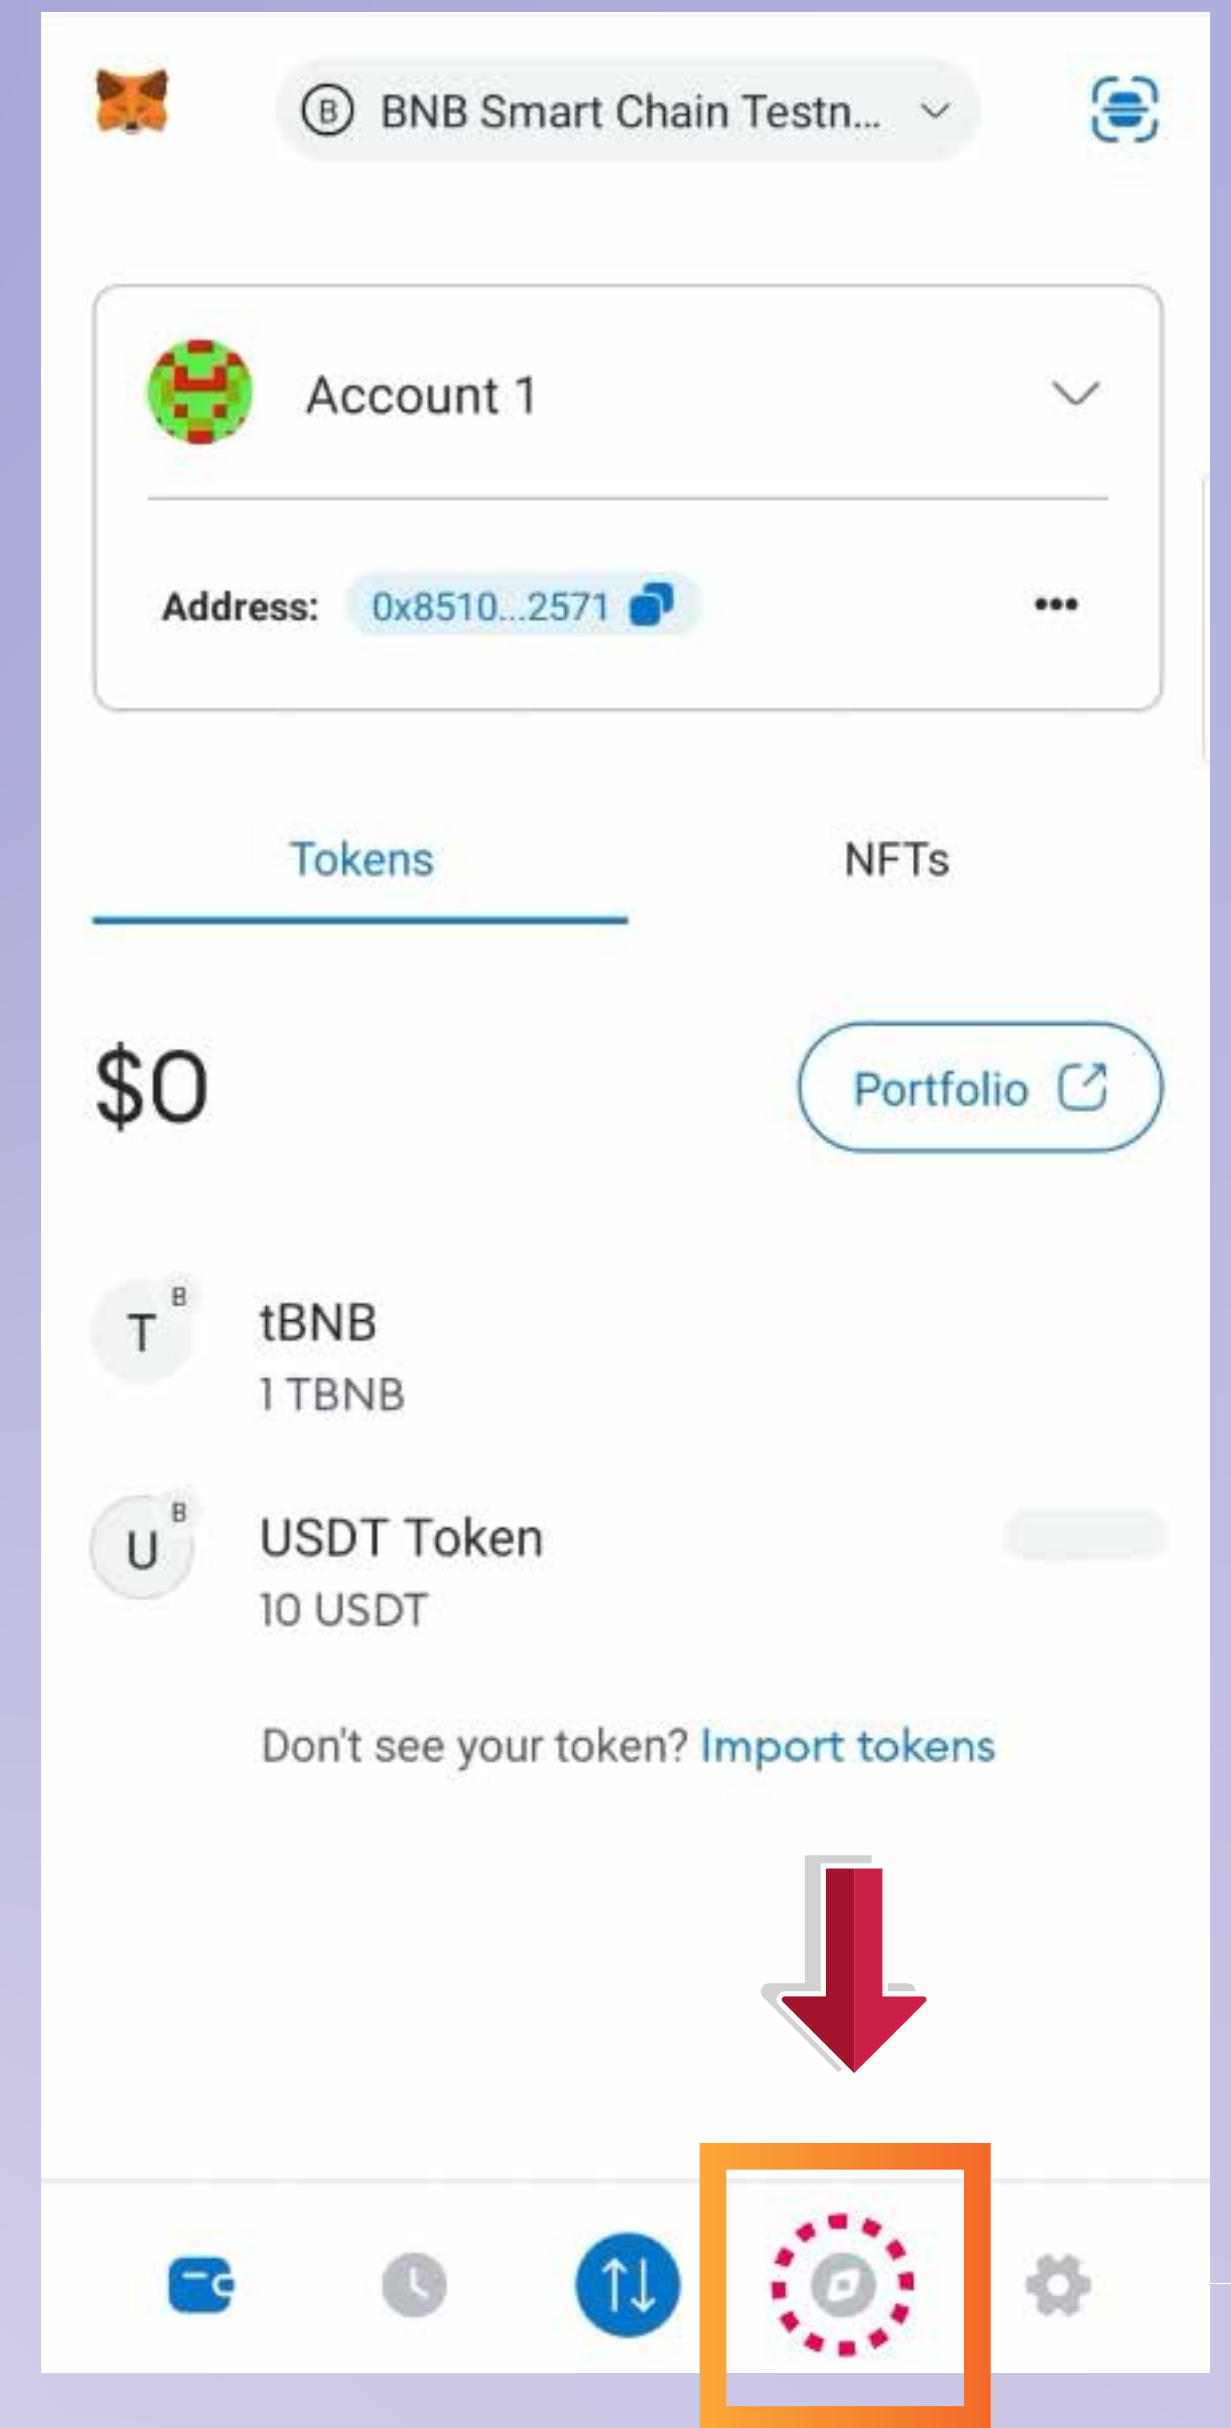 B BNB Smart Chain Testn...
Account 1
Address: 0x8510...2571
Tokens NFTs
$0 Portfolio
T B tBNB
1 TBNB
U B USDT Token
10 USDT
Don't see your token? Import tokens